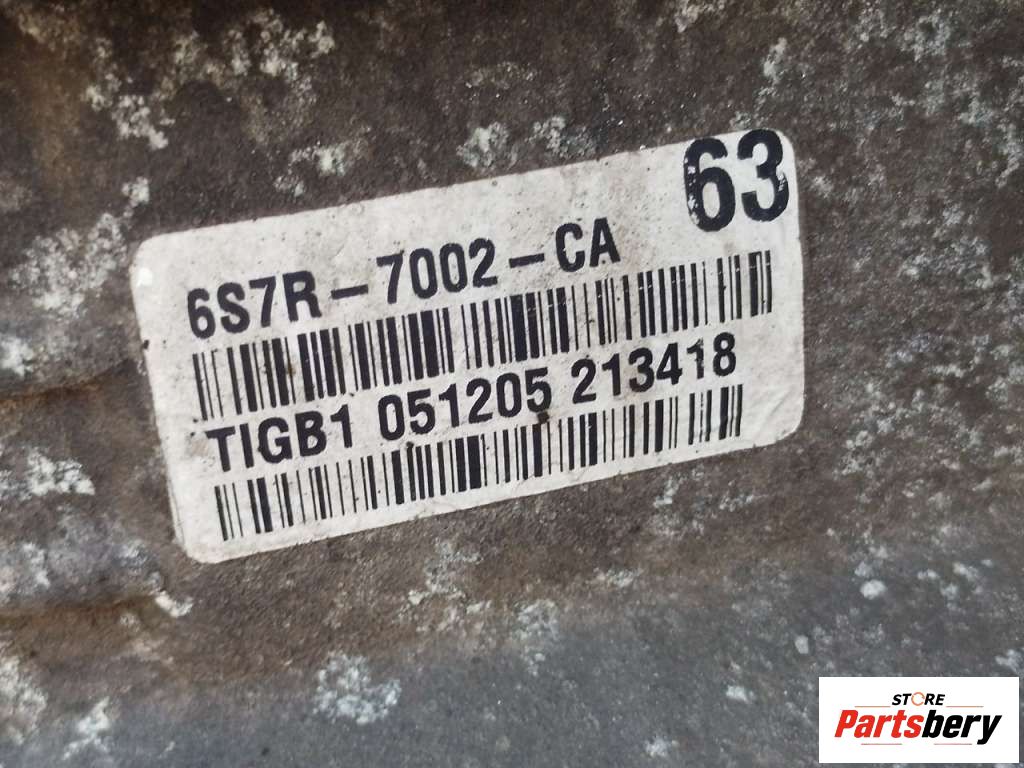 63
6S7R-7002-CA
TIGB1 051205 213418
STORE
Partsbery